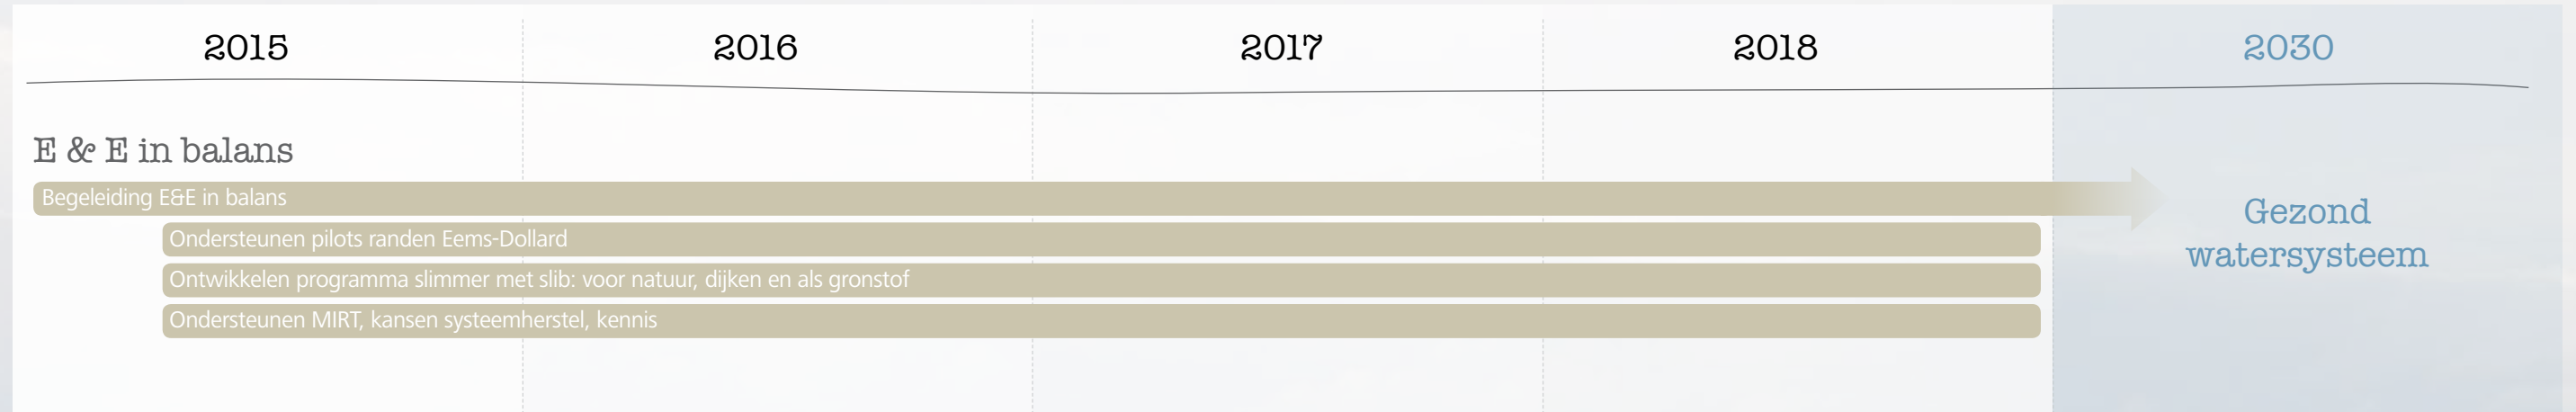 2015 2016 2017 2018 2030
E & E in balans
Begeleiding E&E in balans
Ondersteunen pilots randen Eems-Dollard
Ontwikkelen programma slimmer met slib: voor natuur, dijken en als gronstof
Ondersteunen MIRT, kansen systeemherstel, kennis
Gezond
watersysteem